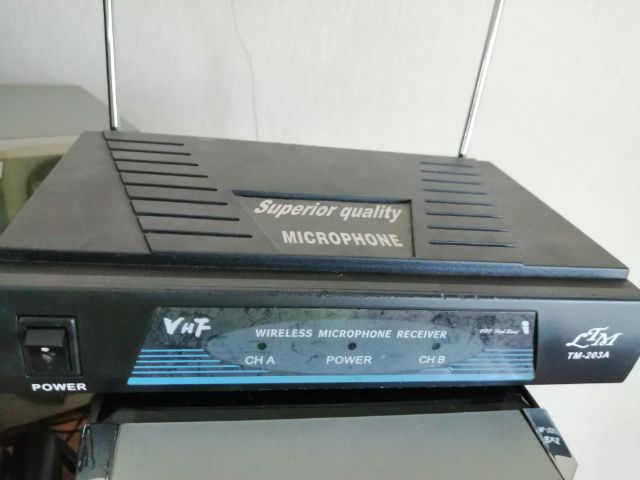 Superior quality
MICROPHONE
VHF
WIRELESS MICROPHONE RECEIVER
CH A
POWER
CH B
LTM
TM-203A
POWER